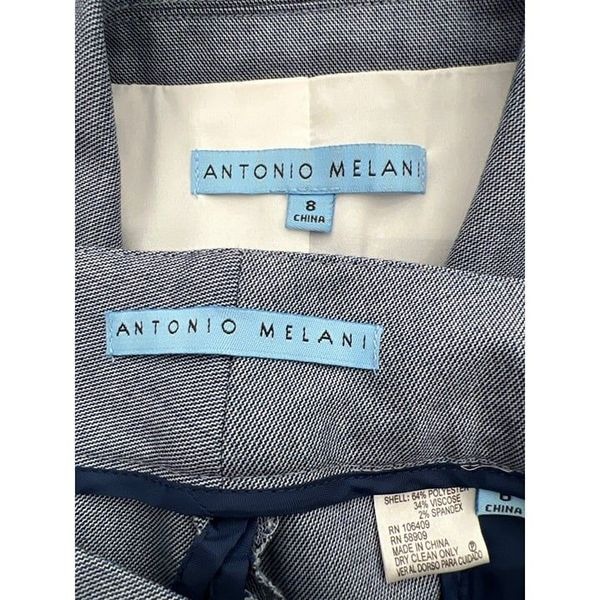 ANTONIO MELANI
8
CHINA
ANTONIO MELANI
SHELL: 64% POLYESTER
34% VISCOSE
2% SPANDEX
RN 106409
RN 58909
MADE IN CHINA
DRY CLEAN ONLY
VER AL DORSO PARA CUIDADO
8
CHINA